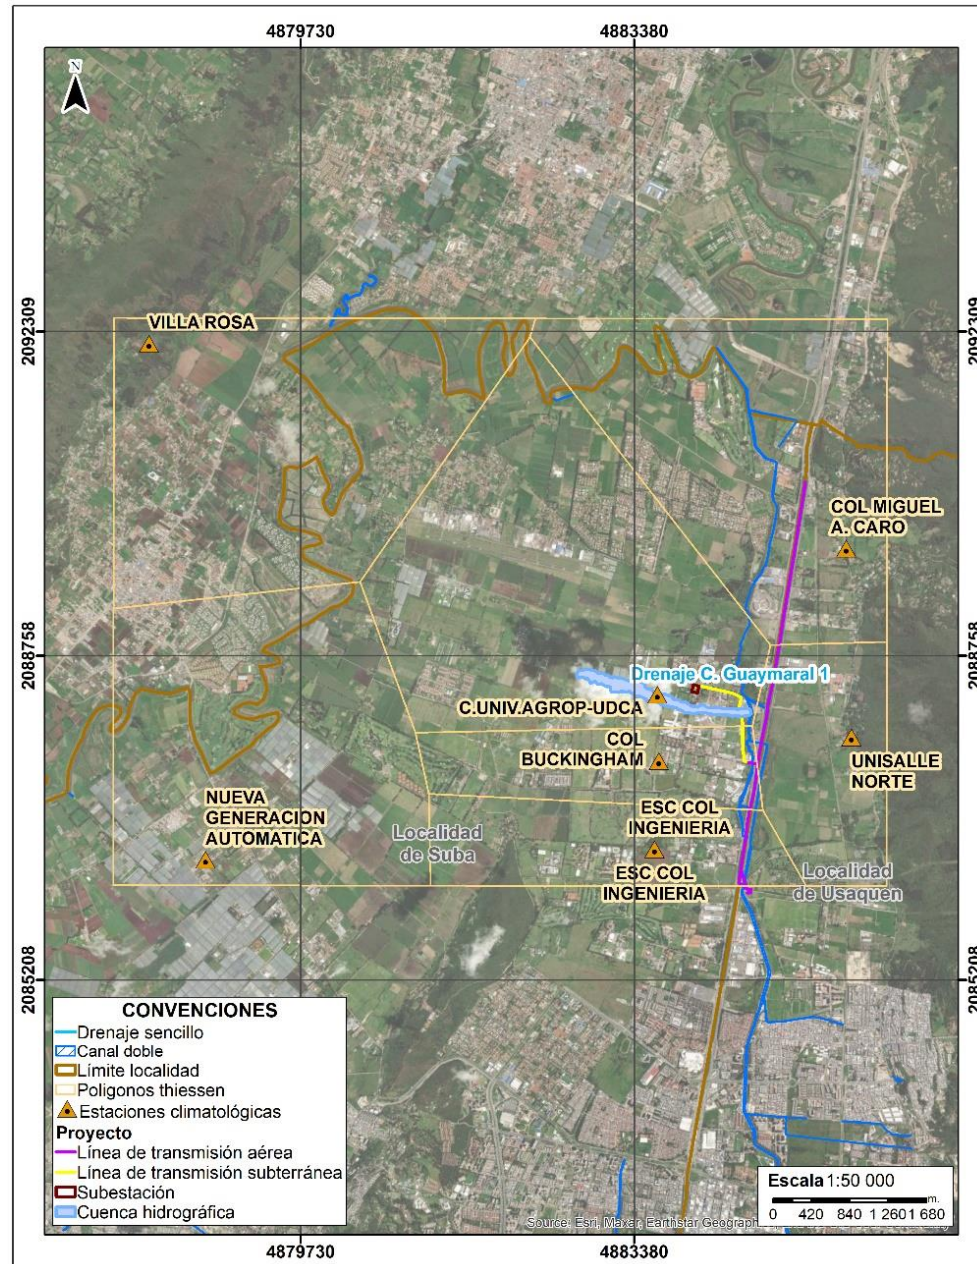 4879730
4883380
N
2092309
2092309
VILLA ROSA
COL MIGUEL
A. CARO
2088758
2088758
Drenaje C. Guaymaral 1
C.UNIV.AGROP-UDCA
COL
BUCKINGHAM
UNISALLE
NORTE
NUEVA
GENERACION
AUTOMATICA
ESC COL
INGENIERIA
Localidad
de Suba
ESC COL
INGENIERIA
Localidad
de Usaquen
2085208
2085208
CONVENCIONES
Drenaje sencillo
Canal doble
Límite localidad
Poligonos thiessen
Estaciones climatológicas
Proyecto
Línea de transmisión aérea
Línea de transmisión subterránea
Subestación
Cuenca hidrográfica
Escala 1:50 000
m.
0 420 840 1 260 1 680
Source: Esri, Maxar, Earthstar Geograph
4879730
4883380